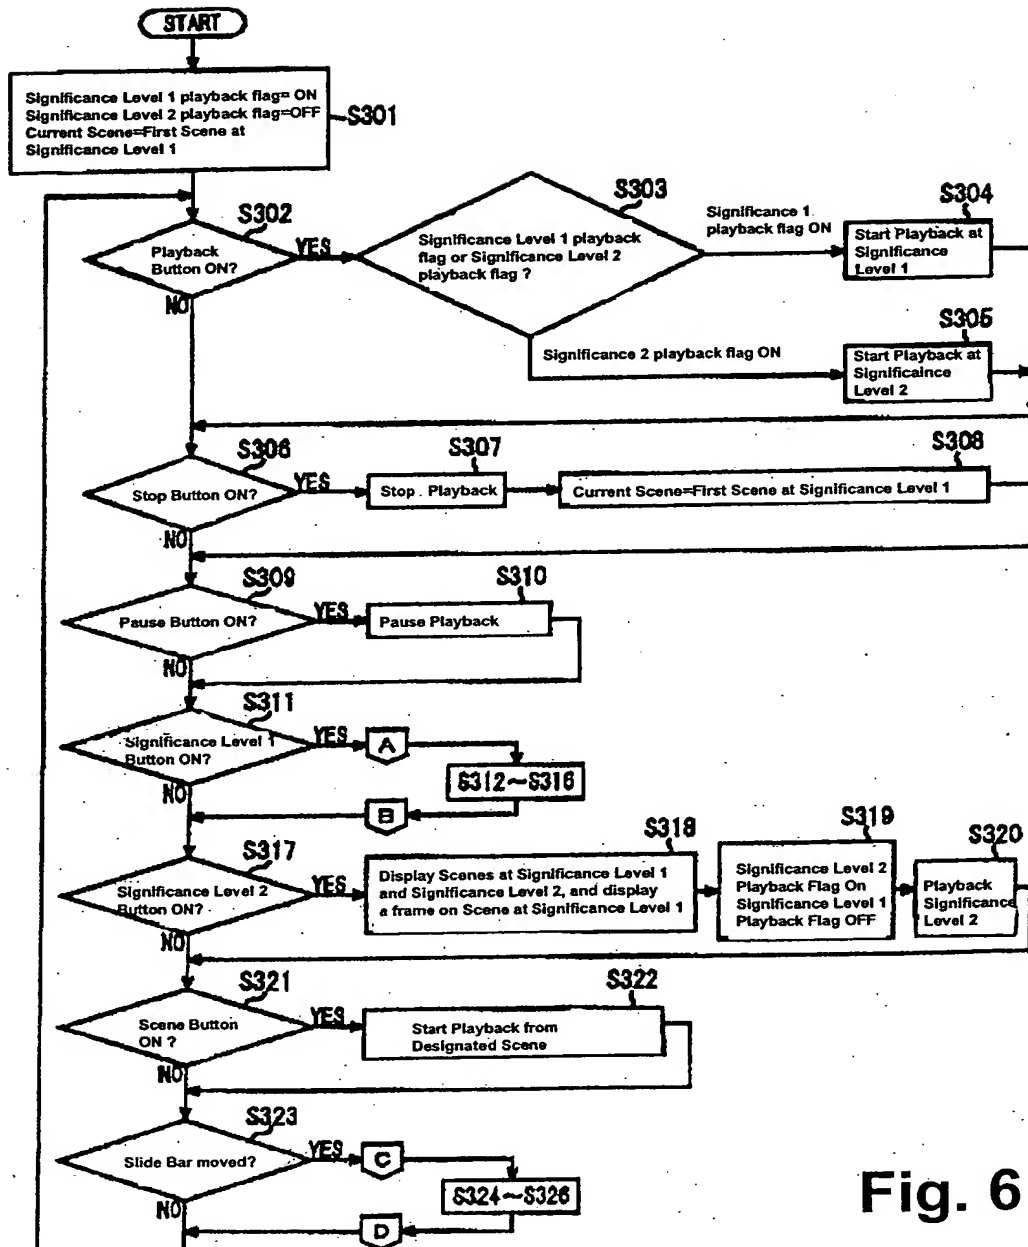 START
Significance Level 1 playback flag= ON
Significance Level 2 playback flag=OFF
Current Scene=First Scene at
Significance Level 1
S301
S302
Playback
Button ON?
YES
NO
S303
Significance Level 1 playback
flag or Significance Level 2
playback flag ?
Significance 1
playback flag ON
S304
Start Playback at
Significance
Level 1
Significance 2 playback flag ON
S305
Start Playback at
Significaince
Level 2
S306
Stop Button ON?
YES
NO
S307
Stop . Playback
S308
Current Scene=First Scene at Significance Level 1
S309
Pause Button ON?
YES
NO
S310
Pause Playback
S311
Significance Level 1
Button ON?
YES
NO
A
S312~S316
B
S317
Significance Level 2
Button ON?
YES
NO
S318
Display Scenes at Significance Level 1
and Significance Level 2, and display
a frame on Scene at Significance Level 1
S319
Significance Level 2
Playback Flag On
Significance Level 1
Playback Flag OFF
S320
Playback
Significance
Level 2
S321
Scene Button
ON ?
YES
NO
S322
Start Playback from
Designated Scene
S323
Slide Bar moved?
YES
NO
C
S324~S326
D
Fig. 6